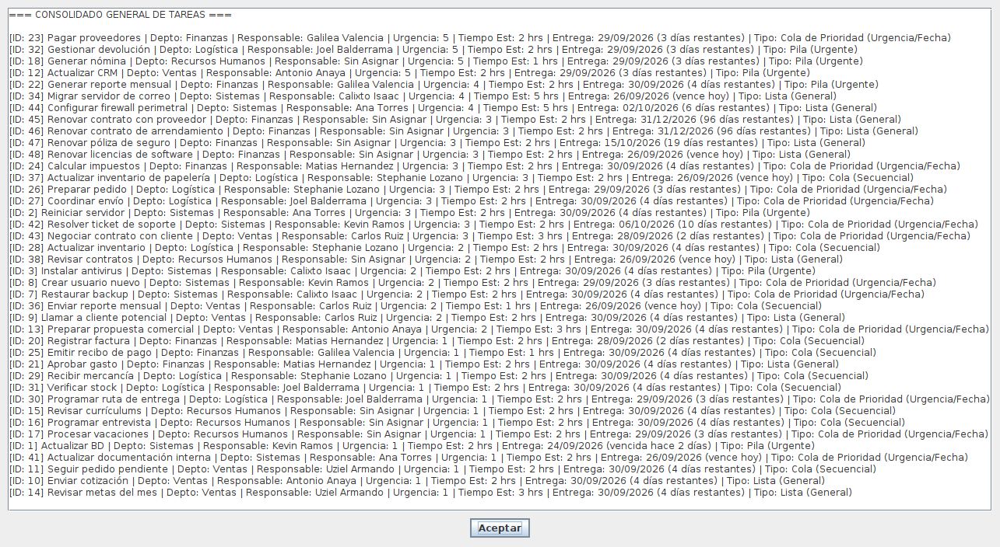 === CONSOLIDADO GENERAL DE TAREAS ===
[ID: 23] Pagar proveedores | Depto: Finanzas | Responsable: Galilea Valencia | Urgencia: 5 | Tiempo Est: 2 hrs | Entrega: 29/09/2026 (3 días restantes) | Tipo: Cola de Prioridad (Urgencia/Fecha)
[ID: 32] Gestionar devolución | Depto: Logística | Responsable: Joel Balderrama | Urgencia: 5 | Tiempo Est: 2 hrs | Entrega: 29/09/2026 (3 días restantes) | Tipo: Pila (Urgente)
[ID: 18] Generar nómina | Depto: Recursos Humanos | Responsable: Sin Asignar | Urgencia: 5 | Tiempo Est: 1 hrs | Entrega: 29/09/2026 (3 días restantes) | Tipo: Pila (Urgente)
[ID: 12] Actualizar CRM | Depto: Ventas | Responsable: Antonio Anaya | Urgencia: 5 | Tiempo Est: 2 hrs | Entrega: 29/09/2026 (3 días restantes) | Tipo: Pila (Urgente)
[ID: 22] Generar reporte mensual | Depto: Finanzas | Responsable: Galilea Valencia | Urgencia: 4 | Tiempo Est: 2 hrs | Entrega: 30/09/2026 (4 días restantes) | Tipo: Pila (Urgente)
[ID: 34] Migrar servidor de correo | Depto: Sistemas | Responsable: Calixto Isaac | Urgencia: 4 | Tiempo Est: 5 hrs | Entrega: 26/09/2026 (vence hoy) | Tipo: Lista (General)
[ID: 44] Configurar firewall perimetral | Depto: Sistemas | Responsable: Ana Torres | Urgencia: 4 | Tiempo Est: 5 hrs | Entrega: 02/10/2026 (6 días restantes) | Tipo: Lista (General)
[ID: 45] Renovar contrato con proveedor | Depto: Finanzas | Responsable: Sin Asignar | Urgencia: 3 | Tiempo Est: 2 hrs | Entrega: 31/12/2026 (96 días restantes) | Tipo: Lista (General)
[ID: 46] Renovar contrato de arrendamiento | Depto: Finanzas | Responsable: Sin Asignar | Urgencia: 3 | Tiempo Est: 2 hrs | Entrega: 31/12/2026 (96 días restantes) | Tipo: Lista (General)
[ID: 47] Renovar póliza de seguro | Depto: Finanzas | Responsable: Sin Asignar | Urgencia: 3 | Tiempo Est: 2 hrs | Entrega: 15/10/2026 (19 días restantes) | Tipo: Lista (General)
[ID: 48] Renovar licencias de software | Depto: Finanzas | Responsable: Sin Asignar | Urgencia: 3 | Tiempo Est: 2 hrs | Entrega: 26/09/2026 (vence hoy) | Tipo: Lista (General)
[ID: 24] Calcular impuestos | Depto: Finanzas | Responsable: Matias Hernandez | Urgencia: 3 | Tiempo Est: 2 hrs | Entrega: 30/09/2026 (4 días restantes) | Tipo: Cola de Prioridad (Urgencia/Fecha)
[ID: 37] Actualizar inventario de papelería | Depto: Logística | Responsable: Stephanie Lozano | Urgencia: 3 | Tiempo Est: 2 hrs | Entrega: 26/09/2026 (vence hoy) | Tipo: Cola (Secuencial)
[ID: 26] Preparar pedido | Depto: Logística | Responsable: Stephanie Lozano | Urgencia: 3 | Tiempo Est: 2 hrs | Entrega: 29/09/2026 (3 días restantes) | Tipo: Cola de Prioridad (Urgencia/Fecha)
[ID: 27] Coordinar envío | Depto: Logística | Responsable: Joel Balderrama | Urgencia: 3 | Tiempo Est: 2 hrs | Entrega: 30/09/2026 (4 días restantes) | Tipo: Cola de Prioridad (Urgencia/Fecha)
[ID: 2] Reiniciar servidor | Depto: Sistemas | Responsable: Ana Torres | Urgencia: 3 | Tiempo Est: 2 hrs | Entrega: 30/09/2026 (4 días restantes) | Tipo: Pila (Urgente)
[ID: 42] Resolver ticket de soporte | Depto: Sistemas | Responsable: Kevin Ramos | Urgencia: 3 | Tiempo Est: 2 hrs | Entrega: 06/10/2026 (10 días restantes) | Tipo: Cola de Prioridad (Urgencia/Fecha)
[ID: 43] Negociar contrato con cliente | Depto: Ventas | Responsable: Carlos Ruiz | Urgencia: 3 | Tiempo Est: 3 hrs | Entrega: 28/09/2026 (2 días restantes) | Tipo: Cola de Prioridad (Urgencia/Fecha)
[ID: 28] Actualizar inventario | Depto: Logística | Responsable: Stephanie Lozano | Urgencia: 2 | Tiempo Est: 2 hrs | Entrega: 30/09/2026 (4 días restantes) | Tipo: Cola (Secuencial)
[ID: 38] Revisar contratos | Depto: Recursos Humanos | Responsable: Sin Asignar | Urgencia: 2 | Tiempo Est: 2 hrs | Entrega: 26/09/2026 (vence hoy) | Tipo: Lista (General)
[ID: 3] Instalar antivirus | Depto: Sistemas | Responsable: Calixto Isaac | Urgencia: 2 | Tiempo Est: 2 hrs | Entrega: 30/09/2026 (4 días restantes) | Tipo: Pila (Urgente)
[ID: 8] Crear usuario nuevo | Depto: Sistemas | Responsable: Kevin Ramos | Urgencia: 2 | Tiempo Est: 2 hrs | Entrega: 29/09/2026 (3 días restantes) | Tipo: Cola de Prioridad (Urgencia/Fecha)
[ID: 7] Restaurar backup | Depto: Sistemas | Responsable: Calixto Isaac | Urgencia: 2 | Tiempo Est: 2 hrs | Entrega: 30/09/2026 (4 días restantes) | Tipo: Cola de Prioridad (Urgencia/Fecha)
[ID: 36] Enviar reporte mensual | Depto: Ventas | Responsable: Carlos Ruiz | Urgencia: 2 | Tiempo Est: 1 hrs | Entrega: 26/09/2026 (vence hoy) | Tipo: Cola (Secuencial)
[ID: 9] Llamar a cliente potencial | Depto: Ventas | Responsable: Carlos Ruiz | Urgencia: 2 | Tiempo Est: 2 hrs | Entrega: 30/09/2026 (4 días restantes) | Tipo: Lista (General)
[ID: 13] Preparar propuesta comercial | Depto: Ventas | Responsable: Antonio Anaya | Urgencia: 2 | Tiempo Est: 3 hrs | Entrega: 30/09/2026 (4 días restantes) | Tipo: Cola de Prioridad (Urgencia/Fecha)
[ID: 20] Registrar factura | Depto: Finanzas | Responsable: Matias Hernandez | Urgencia: 1 | Tiempo Est: 2 hrs | Entrega: 28/09/2026 (2 días restantes) | Tipo: Cola (Secuencial)
[ID: 25] Emitir recibo de pago | Depto: Finanzas | Responsable: Galilea Valencia | Urgencia: 1 | Tiempo Est: 1 hrs | Entrega: 30/09/2026 (4 días restantes) | Tipo: Cola (Secuencial)
[ID: 21] Aprobar gasto | Depto: Finanzas | Responsable: Matias Hernandez | Urgencia: 1 | Tiempo Est: 2 hrs | Entrega: 30/09/2026 (4 días restantes) | Tipo: Lista (General)
[ID: 29] Recibir mercancía | Depto: Logística | Responsable: Stephanie Lozano | Urgencia: 1 | Tiempo Est: 2 hrs | Entrega: 30/09/2026 (4 días restantes) | Tipo: Cola (Secuencial)
[ID: 31] Verificar stock | Depto: Logística | Responsable: Joel Balderrama | Urgencia: 1 | Tiempo Est: 2 hrs | Entrega: 30/09/2026 (4 días restantes) | Tipo: Cola (Secuencial)
[ID: 30] Programar ruta de entrega | Depto: Logística | Responsable: Joel Balderrama | Urgencia: 1 | Tiempo Est: 2 hrs | Entrega: 29/09/2026 (3 días restantes) | Tipo: Cola de Prioridad (Urgencia/Fecha)
[ID: 15] Revisar currículums | Depto: Recursos Humanos | Responsable: Sin Asignar | Urgencia: 1 | Tiempo Est: 2 hrs | Entrega: 30/09/2026 (4 días restantes) | Tipo: Cola (Secuencial)
[ID: 16] Programar entrevista | Depto: Recursos Humanos | Responsable: Sin Asignar | Urgencia: 1 | Tiempo Est: 2 hrs | Entrega: 30/09/2026 (4 días restantes) | Tipo: Cola (Secuencial)
[ID: 17] Procesar vacaciones | Depto: Recursos Humanos | Responsable: Sin Asignar | Urgencia: 1 | Tiempo Est: 2 hrs | Entrega: 29/09/2026 (3 días restantes) | Tipo: Cola de Prioridad (Urgencia/Fecha)
[ID: 1] Actualizar BD | Depto: Sistemas | Responsable: Kevin Ramos | Urgencia: 1 | Tiempo Est: 2 hrs | Entrega: 24/09/2026 (vencida hace 2 días) | Tipo: Pila (Urgente)
[ID: 41] Actualizar documentación interna | Depto: Sistemas | Responsable: Ana Torres | Urgencia: 1 | Tiempo Est: 2 hrs | Entrega: 26/09/2026 (vence hoy) | Tipo: Cola de Prioridad (Urgencia/Fecha)
[ID: 11] Seguir pedido pendiente | Depto: Ventas | Responsable: Uziel Armando | Urgencia: 1 | Tiempo Est: 2 hrs | Entrega: 30/09/2026 (4 días restantes) | Tipo: Cola (Secuencial)
[ID: 10] Enviar cotización | Depto: Ventas | Responsable: Antonio Anaya | Urgencia: 1 | Tiempo Est: 2 hrs | Entrega: 30/09/2026 (4 días restantes) | Tipo: Lista (General)
[ID: 14] Revisar metas del mes | Depto: Ventas | Responsable: Uziel Armando | Urgencia: 1 | Tiempo Est: 3 hrs | Entrega: 30/09/2026 (4 días restantes) | Tipo: Lista (General)
Aceptar